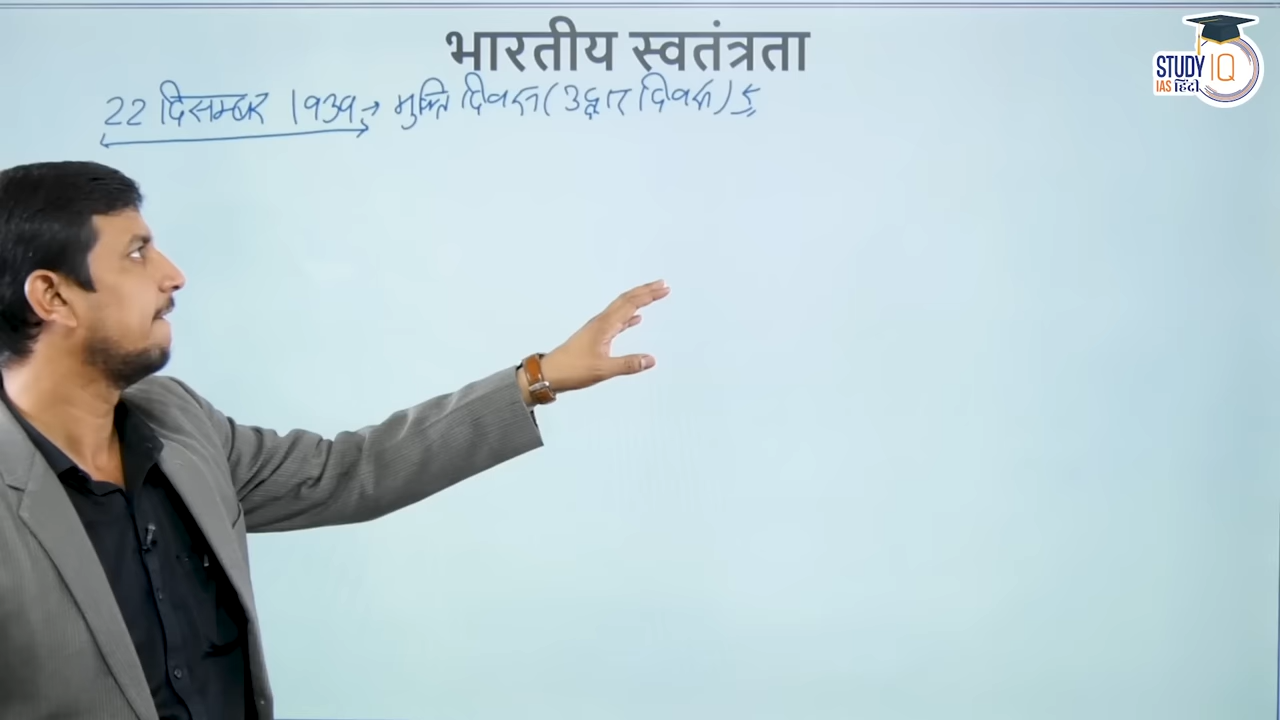 भारतीय स्वतंत्रता
STUDY IQ
IAS हिंदी
22 दिसम्बर 1939 → मुक्ति दिवस (उद्धार दिवस)